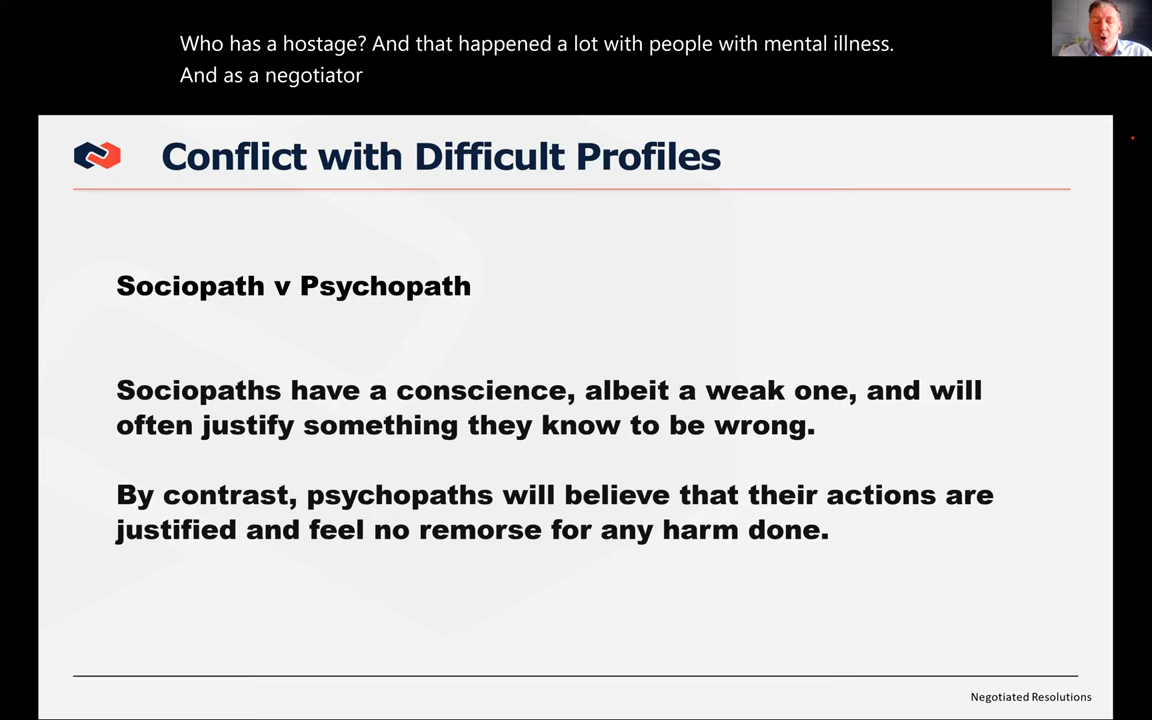 Who has a hostage? And that happened a lot with people with mental illness.
And as a negotiator
Conflict with Difficult Profiles
Sociopath v Psychopath
Sociopaths have a conscience, albeit a weak one, and will
often justify something they know to be wrong.
By contrast, psychopaths will believe that their actions are
justified and feel no remorse for any harm done.
Negotiated Resolutions